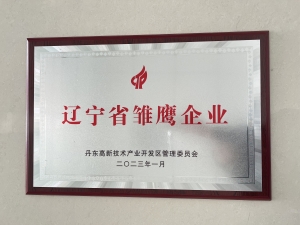 辽宁省雏鹰企业
丹东高新技术产业开发区管理委员会
二〇二三年一月